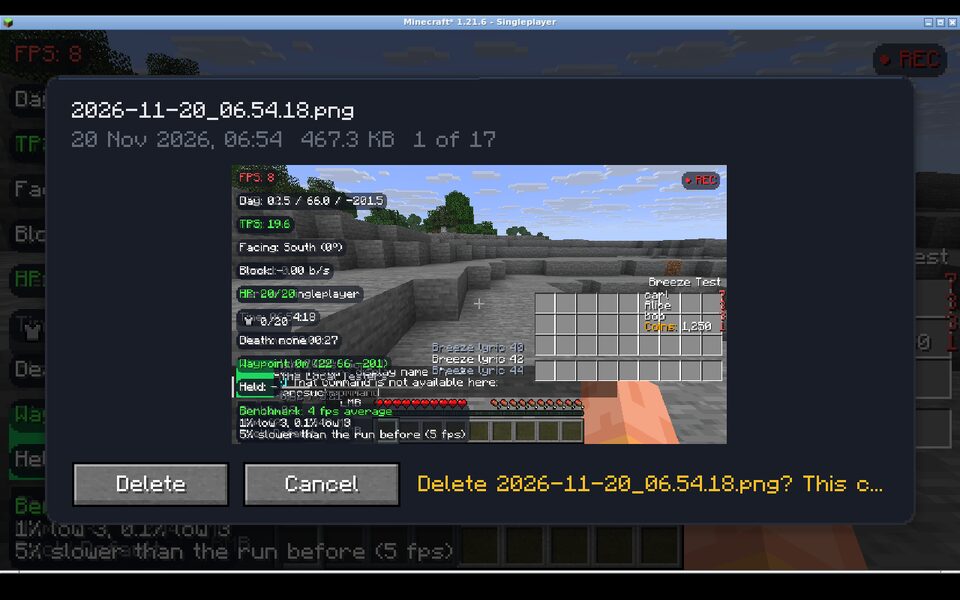 Minecraft* 1.21.6 - Singleplayer
FPS: 8
REC
2026-11-20_06.54.18.png
20 Nov 2026, 06:54 467.3 KB 1 of 17
FPS: 8
REC
Day: 0 / 66.0 / -201.5
TPS: 19.6
Facing: South (0°)
Block: -0.00 b/s
HP: 20/20 ngleplayer
Breeze Test
carl
Alice
bob
Coins: 1,250
0/20
Death: none 00:27
Breeze lyric 42
Breeze lyric 44
Waypoint: (22 66 -201)
Held: -
That command is not available here.
LMB
Benchmark: 4 fps average
1% low 3, 0.1% low 3
5% slower than the run before (5 fps)
Delete
Cancel
Delete 2026-11-20_06.54.18.png? This c...
1% low 3, 0.1% low 3
5% slower than the run before (5 fps)